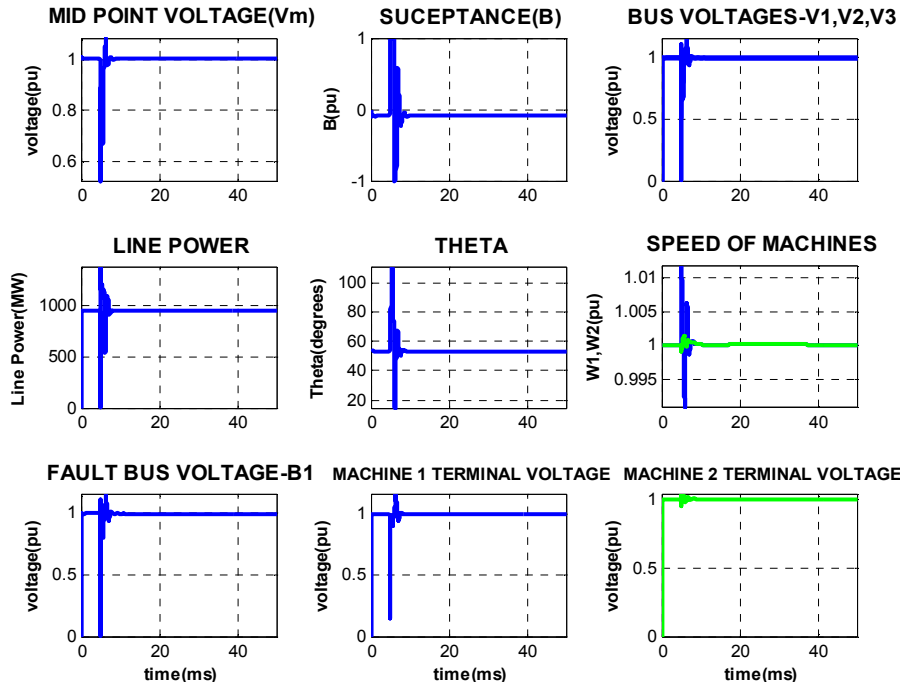 MID POINT VOLTAGE(Vm)
voltage(pu)
1
0.8
0.6
0 20 40
SUCEPTANCE(B)
B(pu)
1
0
-1
0 20 40
BUS VOLTAGES-V1,V2,V3
voltage(pu)
1
0.5
0
0 20 40
LINE POWER
Line Power(MW)
1000
500
0
0 20 40
THETA
Theta(degrees)
100
80
60
40
20
0 20 40
SPEED OF MACHINES
W1,W2(pu)
1.01
1.005
1
0.995
0 20 40
FAULT BUS VOLTAGE-B1
voltage(pu)
1
0.5
0
0 20 40
time(ms)
MACHINE 1 TERMINAL VOLTAGE
voltage(pu)
1
0.5
0
0 20 40
time(ms)
MACHINE 2 TERMINAL VOLTAGE
voltage(pu)
1
0.5
0
0 20 40
time(ms)